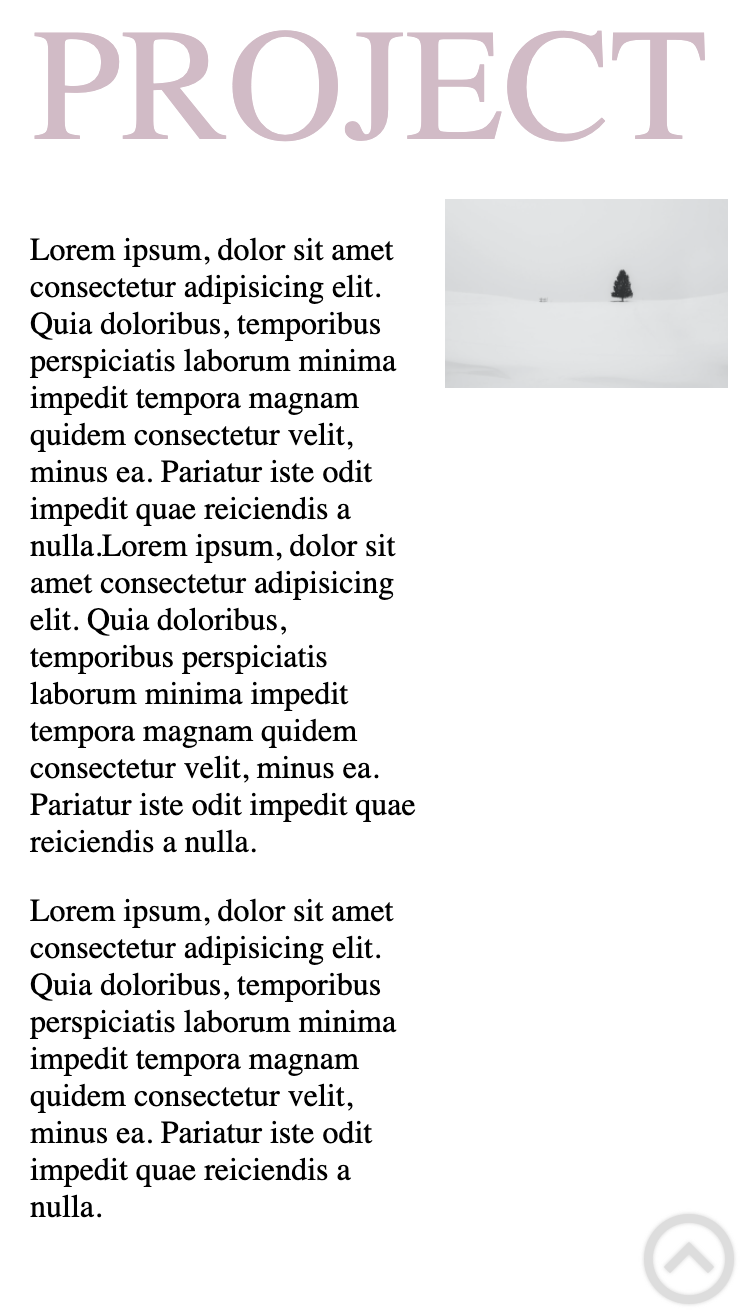 PROJECT
Lorem ipsum, dolor sit amet
consectetur adipisicing elit.
Quia doloribus, temporibus
perspiciatis laborum minima
impedit tempora magnam
quidem consectetur velit,
minus ea. Pariatur iste odit
impedit quae reiciendis a
nulla.Lorem ipsum, dolor sit
amet consectetur adipisicing
elit. Quia doloribus,
temporibus perspiciatis
laborum minima impedit
tempora magnam quidem
consectetur velit, minus ea.
Pariatur iste odit impedit quae
reiciendis a nulla.
Lorem ipsum, dolor sit amet
consectetur adipisicing elit.
Quia doloribus, temporibus
perspiciatis laborum minima
impedit tempora magnam
quidem consectetur velit,
minus ea. Pariatur iste odit
impedit quae reiciendis a
nulla.